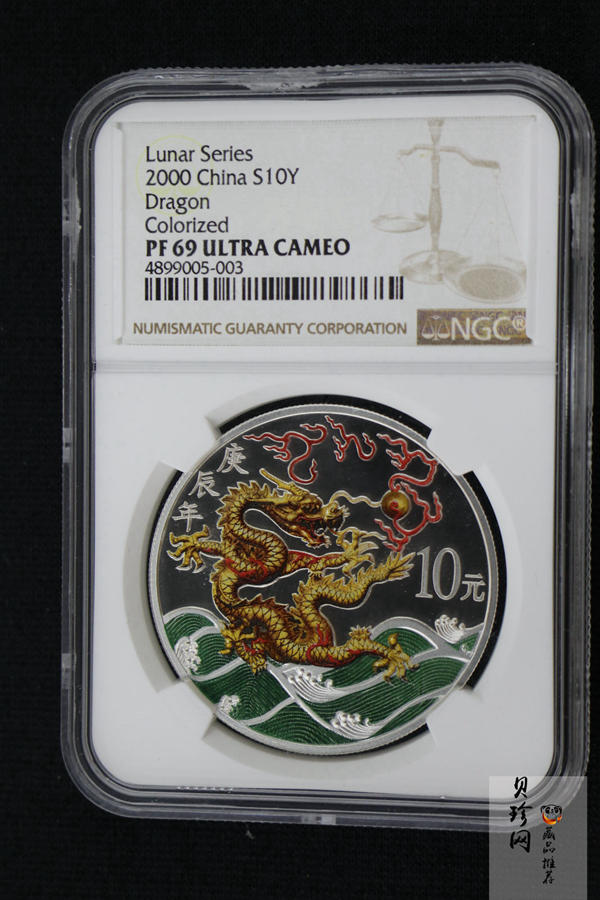 Lunar Series
2000 China S10Y
Dragon
Colorized
PF 69 ULTRA CAMEO
4899005-003
NUMISMATIC GUARANTY CORPORATION
NGC®
庚辰年
10元
贝珍网
藏品推荐